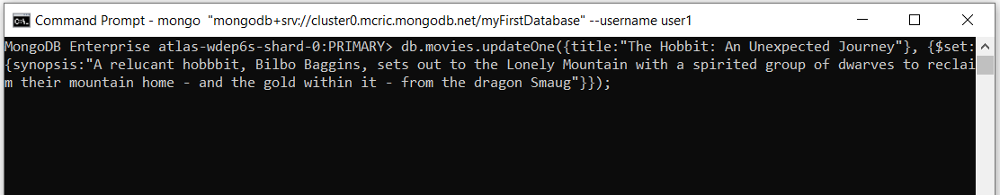 Command Prompt - mongo "mongodb+srv://cluster0.mcric.mongodb.net/myFirstDatabase" --username user1
MongoDB Enterprise atlas-wdep6s-shard-0:PRIMARY> db.movies.updateOne({title:"The Hobbit: An Unexpected Journey"}, {$set:
{synopsis:"A relucant hobbbit, Bilbo Baggins, sets out to the Lonely Mountain with a spirited group of dwarves to reclai
m their mountain home - and the gold within it - from the dragon Smaug"}});